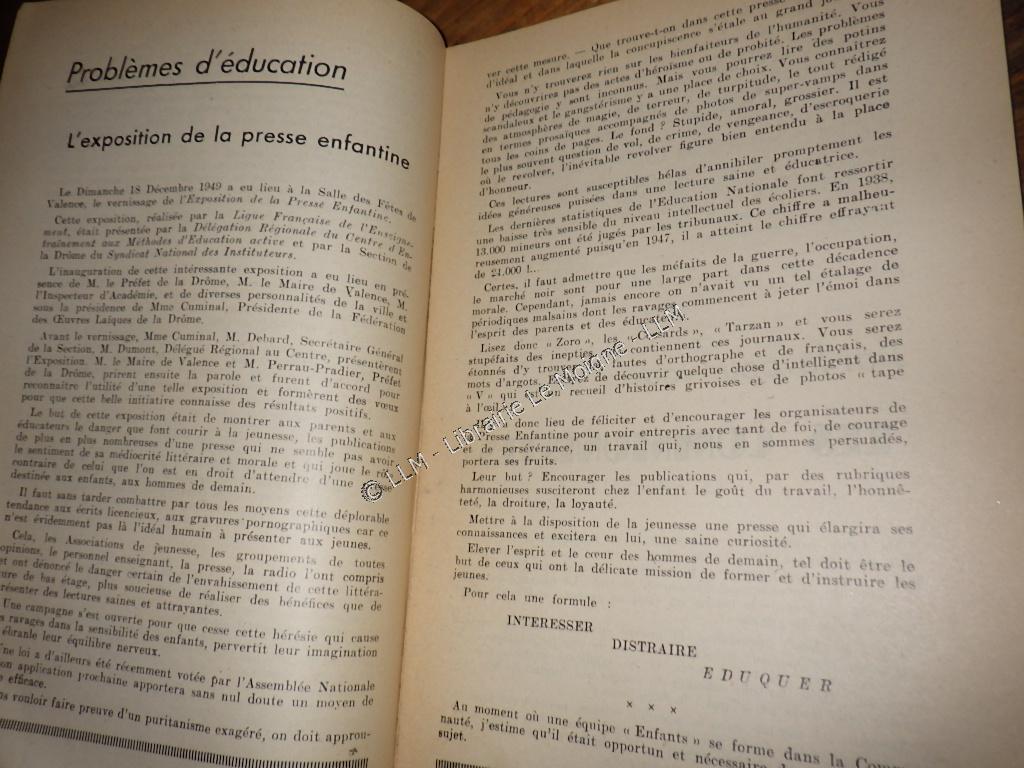 Problèmes d'éducation
L'exposition de la presse enfantine
Le Dimanche 18 Décembre 1949 a eu lieu à la Salle des Fêtes de
Valence, le vernissage de l'Exposition de la Presse Enfantine.
Cette exposition, réalisée par la Ligue Française de l'Enseigne-
ment, était présentée par la Délégation Régionale du Centre d'En-
traînement aux Méthodes d'Education active et par la Section de
la Drôme du Syndicat National des Instituteurs.
L'inauguration de cette intéressante exposition a eu lieu en pré-
sence de M. le Préfet de la Drôme, M. le Maire de Valence, M.
l'Inspecteur d'Académie, et de diverses personnalités de la ville et
sous la présidence de Mme Cuminal, Présidente de la Fédération
des Œuvres Laïques de la Drôme.
Avant le vernissage, Mme Cuminal, M. Debard, Secrétaire Général
de la Section, M. Dumont, Délégué Régional au Centre, présentèrent
l'Exposition. M. le Maire de Valence et M. Perrau-Pradier, Préfet
de la Drôme, prirent ensuite la parole et furent d'accord pour
reconnaître l'utilité d'une telle exposition et formèrent des vœux
pour que cette belle initiative connaisse des résultats positifs.
Le but de cette exposition était de montrer aux parents et aux
éducateurs le danger que font courir à la jeunesse, les publications
de plus en plus nombreuses d'une presse qui ne semble pas avoir
le sentiment de sa médiocrité littéraire et morale et qui joue le rôle
contraire de celui que l'on est en droit d'attendre d'une presse
destinée aux enfants, aux hommes de demain.
Il faut sans tarder combattre par tous les moyens cette déplorable
tendance aux écrits licencieux, aux gravures pornographiques car ce
n'est évidemment pas là l'idéal humain à présenter aux jeunes.
Cela, les Associations de jeunesse, les groupements de toutes
opinions, le personnel enseignant, la presse, la radio l'ont compris
et ont dénoncé le danger certain de l'envahissement de cette littéra-
ture de bas étage, plus soucieuse de réaliser des bénéfices que de
présenter des lectures saines et attrayantes.
Une campagne s'est ouverte pour que cesse cette hérésie qui cause
ravages dans la sensibilité des enfants, pervertit leur imagination
ébranle leur équilibre nerveux.
ne loi a d'ailleurs été récemment votée par l'Assemblée Nationale
on application prochaine apportera sans nul doute un moyen de
efficace.
ns vouloir faire preuve d'un puritanisme exagéré, on doit approu-
ver cette mesure. — Que trouve-t-on dans cette presse
d'idéal et dans laquelle la concupiscence s'étale au grand
Vous n'y trouverez rien sur les bienfaiteurs de l'humanité. Vous
n'y découvrirez pas des actes d'héroïsme ou de probité. Les problèmes
de pédagogie y sont inconnus. Mais vous pourrez lire des potins
scandaleux et le gangstérisme y a une place de choix. Vous connaîtrez
des atmosphères de magie, de terreur, de turpitude, le tout rédigé
en termes prosaïques accompagnés de photos de super-vamps dans
tous les coins de pages. Le fond ? Stupide, amoral, grossier. Il est
le plus souvent question de vol, de crime, de vengeance, d'escroquerie
où le revolver, l'inévitable revolver figure bien entendu à la place
d'honneur.
Ces lectures sont susceptibles hélas d'annihiler promptement les
idées généreuses puisées dans une lecture saine et éducatrice.
Les dernières statistiques de l'Education Nationale font ressortir
une baisse très sensible du niveau intellectuel des écoliers. En 1938,
13.000 mineurs ont été jugés par les tribunaux. Ce chiffre a malheu-
reusement augmenté puisqu'en 1947, il a atteint le chiffre effrayant
de 24.000 !...
Certes, il faut admettre que les méfaits de la guerre, l'occupation,
le marché noir sont pour une large part dans cette décadence
morale. Cependant, jamais encore on n'avait vu un tel étalage de
périodiques malsains dont les ravages commencent à jeter l'émoi dans
l'esprit des parents et des éducateurs.
Lisez donc « Zoro », les « », « Tarzan » et vous serez
stupéfaits des inepties contiennent ces journaux. Vous serez
étonnés d'y trouver fautes d'orthographe et de français, des
mots d'argots, de découvrir quelque chose d'intelligent dans
« V » qui est un recueil d'histoires grivoises et de photos « tape
à l'œil
donc lieu de féliciter et d'encourager les organisateurs de
Presse Enfantine pour avoir entrepris avec tant de foi, de courage
et de persévérance, un travail qui, nous en sommes persuadés,
portera ses fruits.
Leur but ? Encourager les publications qui, par des rubriques
harmonieuses susciteront chez l'enfant le goût du travail, l'honnê-
teté, la droiture, la loyauté.
Mettre à la disposition de la jeunesse une presse qui élargira ses
connaissances et excitera en lui, une saine curiosité.
Elever l'esprit et le cœur des hommes de demain, tel doit être le
but de ceux qui ont la délicate mission de former et d'instruire les
jeunes.
Pour cela une formule :
INTERESSER
DISTRAIRE
EDUQUER
× × ×
Au moment où une équipe « Enfants » se forme dans la Commu-
nauté, j'estime qu'il était opportun et nécessaire
sujet.
© LLM - Librairie Le Moigne - LLM